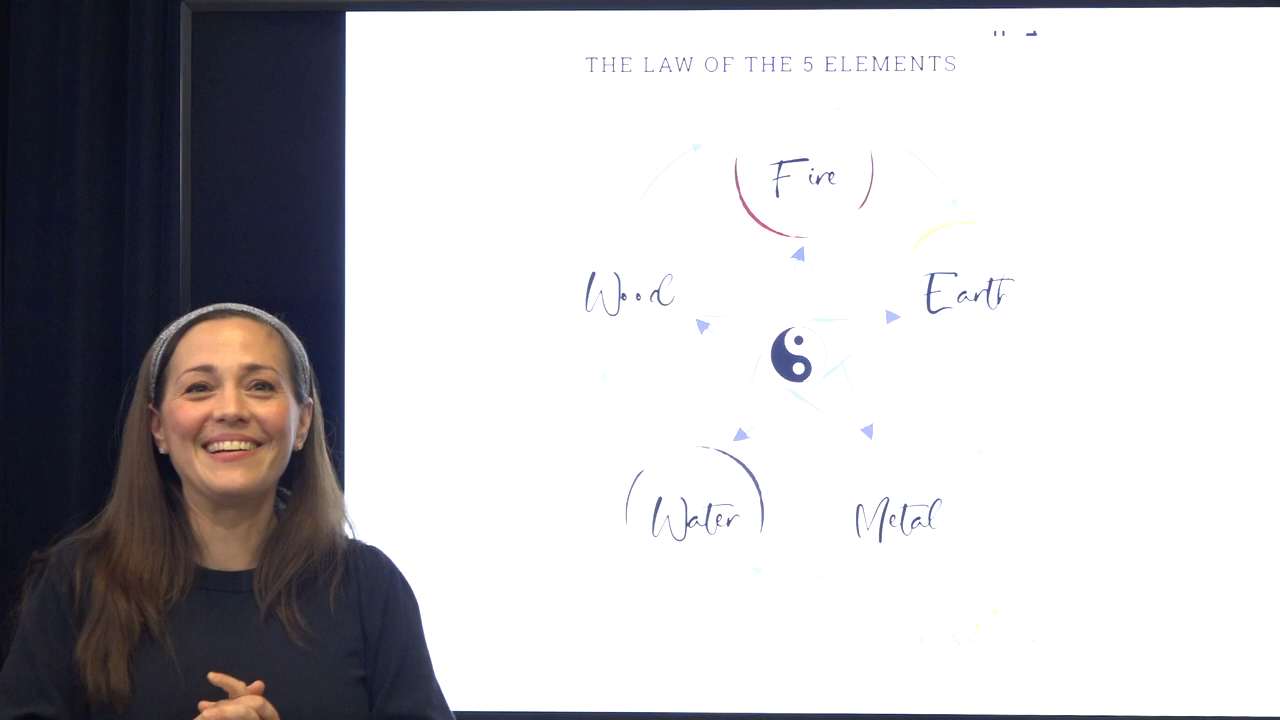 THE LAW OF THE 5 ELEMENTS
Fire
Wood
Earth
Water
Metal